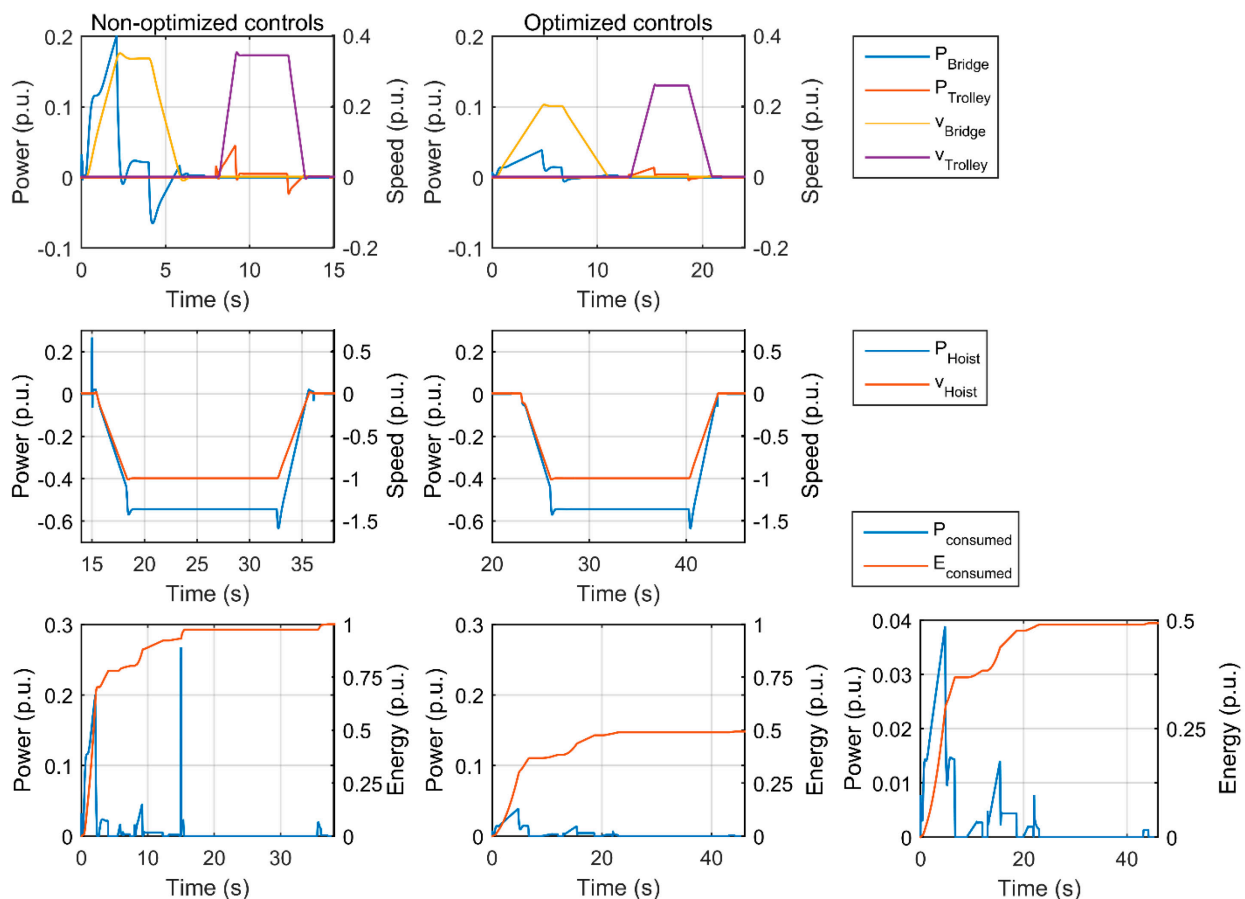 Non-optimized controls
Optimized controls
0.2 0.1 0 -0.1
Power (p.u.)
0.4 0.2 0 -0.2
Speed (p.u.)
0 5 10 15
Time (s)
0.2 0.1 0 -0.1
Power (p.u.)
0.4 0.2 0 -0.2
Speed (p.u.)
0 10 20
Time (s)
P Bridge
P Trolley
v Bridge
v Trolley
0.2 0 -0.2 -0.4 -0.6
Power (p.u.)
0.5 0 -0.5 -1 -1.5
Speed (p.u.)
15 20 25 30 35
Time (s)
0.2 0 -0.2 -0.4 -0.6
Power (p.u.)
0.5 0 -0.5 -1 -1.5
Speed (p.u.)
20 30 40
Time (s)
P Hoist
v Hoist
P consumed
E consumed
0.3 0.2 0.1 0
Power (p.u.)
1 0.75 0.5 0.25 0
Energy (p.u.)
0 10 20 30
Time (s)
0.3 0.2 0.1 0
Power (p.u.)
1 0.75 0.5 0.25 0
Energy (p.u.)
0 20 40
Time (s)
0.04 0.03 0.02 0.01 0
Power (p.u.)
0.5 0.25 0
Energy (p.u.)
0 20 40
Time (s)